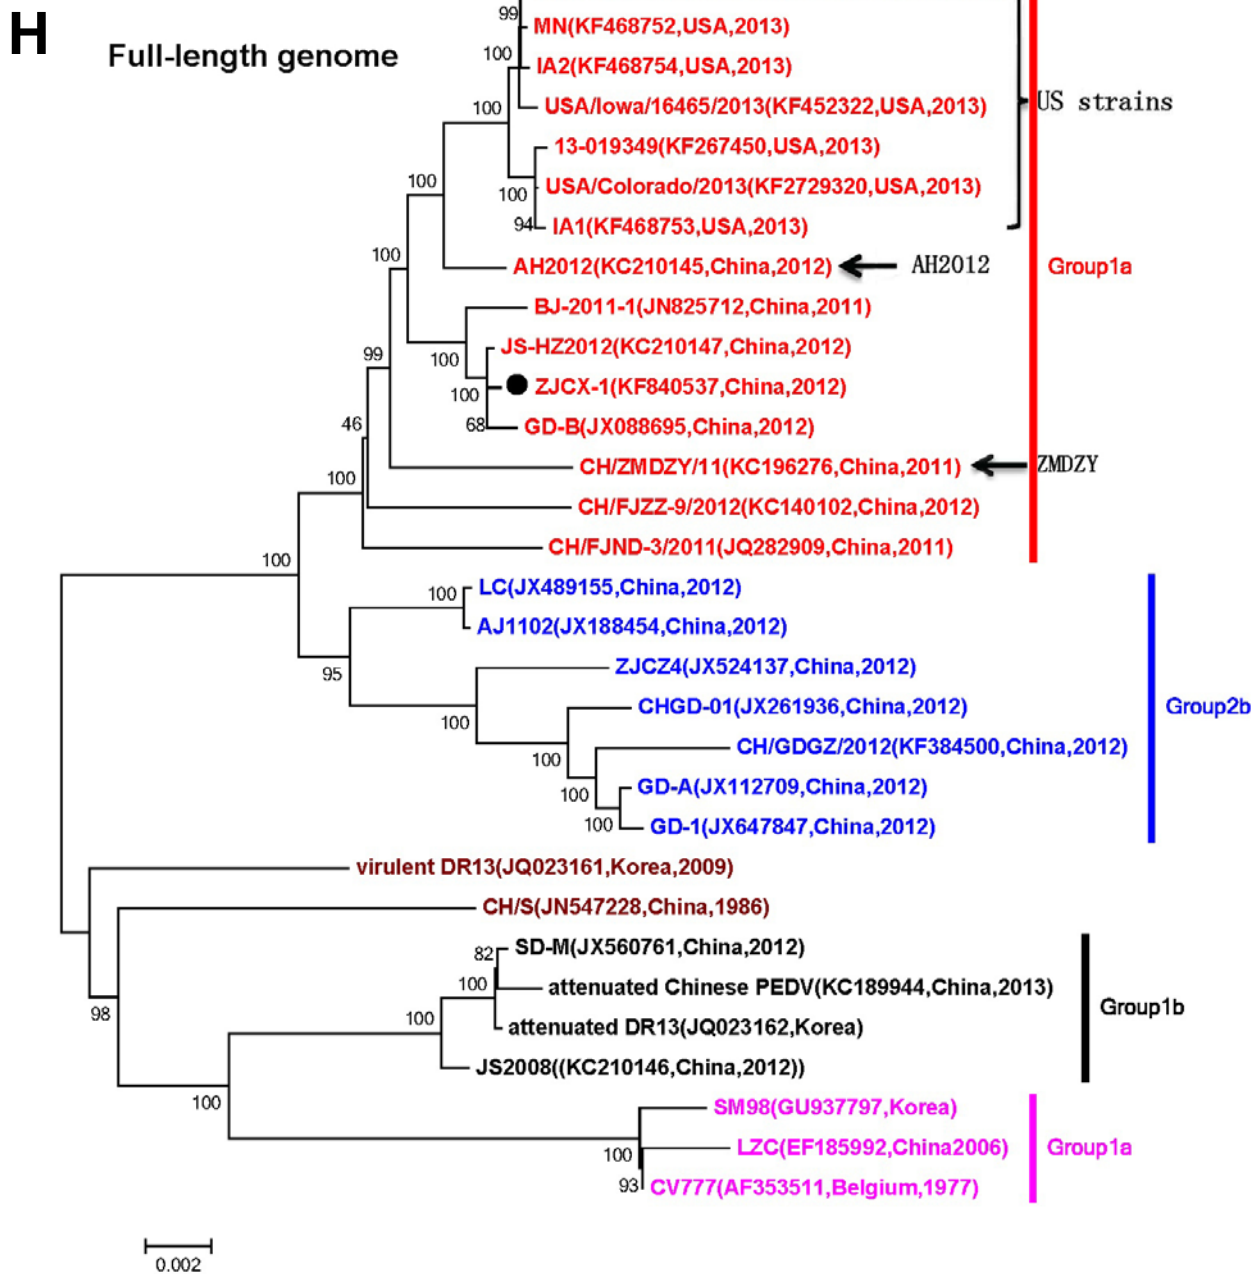 H
Full-length genome
99
MN(KF468752,USA,2013)
100
IA2(KF468754,USA,2013)
100
USA/Iowa/16465/2013(KF452322,USA,2013)
US strains
13-019349(KF267450,USA,2013)
100
USA/Colorado/2013(KF2729320,USA,2013)
100
94
IA1(KF468753,USA,2013)
100
AH2012(KC210145,China,2012)
AH2012
Group1a
BJ-2011-1(JN825712,China,2011)
99
100
JS-HZ2012(KC210147,China,2012)
100
ZJCX-1(KF840537,China,2012)
46
68
GD-B(JX088695,China,2012)
100
CH/ZMDZY/11(KC196276,China,2011)
ZMDZY
CH/FJZZ-9/2012(KC140102,China,2012)
CH/FJND-3/2011(JQ282909,China,2011)
100
100
LC(JX489155,China,2012)
AJ1102(JX188454,China,2012)
95
ZJCZ4(JX524137,China,2012)
100
CHGD-01(JX261936,China,2012)
Group2b
100
CH/GDGZ/2012(KF384500,China,2012)
100
GD-A(JX112709,China,2012)
100
GD-1(JX647847,China,2012)
virulent DR13(JQ023161,Korea,2009)
CH/S(JN547228,China,1986)
82
SD-M(JX560761,China,2012)
100
attenuated Chinese PEDV(KC189944,China,2013)
Group1b
98
100
attenuated DR13(JQ023162,Korea)
JS2008((KC210146,China,2012))
100
SM98(GU937797,Korea)
100
LZC(EF185992,China2006)
Group1a
93
CV777(AF353511,Belgium,1977)
0.002